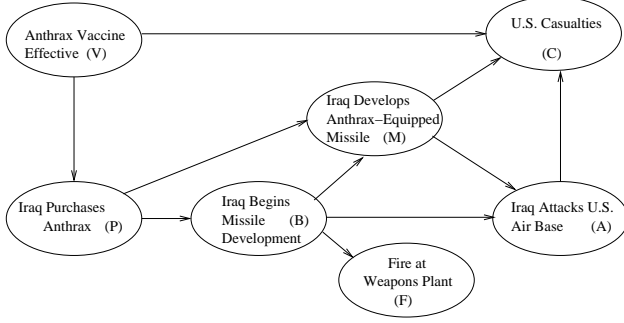 Anthrax Vaccine
Effective (V)
U.S. Casualties
(C)
Iraq Develops
Anthrax–Equipped
Missile (M)
Iraq Purchases
Anthrax (P)
Iraq Begins
Missile (B)
Development
Iraq Attacks U.S.
Air Base (A)
Fire at
Weapons Plant
(F)